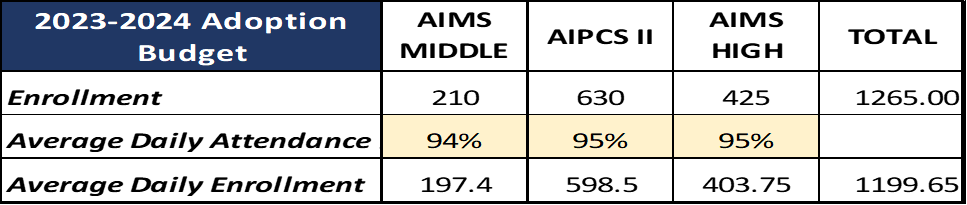 2023-2024 Adoption Budget AIMS MIDDLE AIPCS II AIMS HIGH TOTAL
Enrollment 210 630 425 1265.00
Average Daily Attendance 94% 95% 95%
Average Daily Enrollment 197.4 598.5 403.75 1199.65